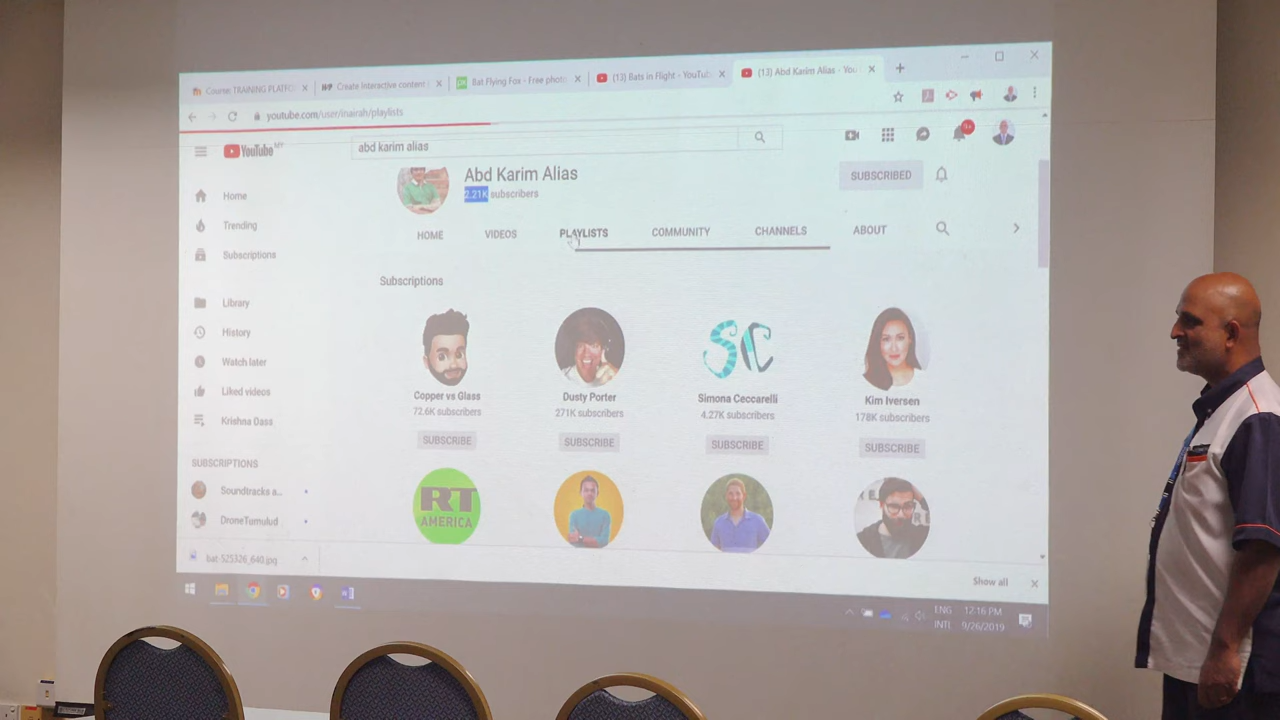 Course: TRAINING PLATFO
Create Interactive content
Bat Flying Fox - Free phot
(13) Bats in Flight - YouTub
(13) Abd Karim Alias - You
youtube.com/user/inairah/playlists
YouTube MY
abd karim alias
9+
Abd Karim Alias
2.21K subscribers
SUBSCRIBED
HOME
VIDEOS
PLAYLISTS
COMMUNITY
CHANNELS
ABOUT
Home
Trending
Subscriptions
Library
History
Watch later
Liked videos
Krishna Dass
SUBSCRIPTIONS
Soundtracks a...
DroneTumulud
Subscriptions
Copper vs Glass
72.6K subscribers
SUBSCRIBE
Dusty Porter
271K subscribers
SUBSCRIBE
SC
Simona Ceccarelli
4.27K subscribers
SUBSCRIBE
Kim Iversen
178K subscribers
SUBSCRIBE
RT
AMERICA
bat-525326_640.jpg
Show all
ENG
INTL
12:16 PM
9/26/2019